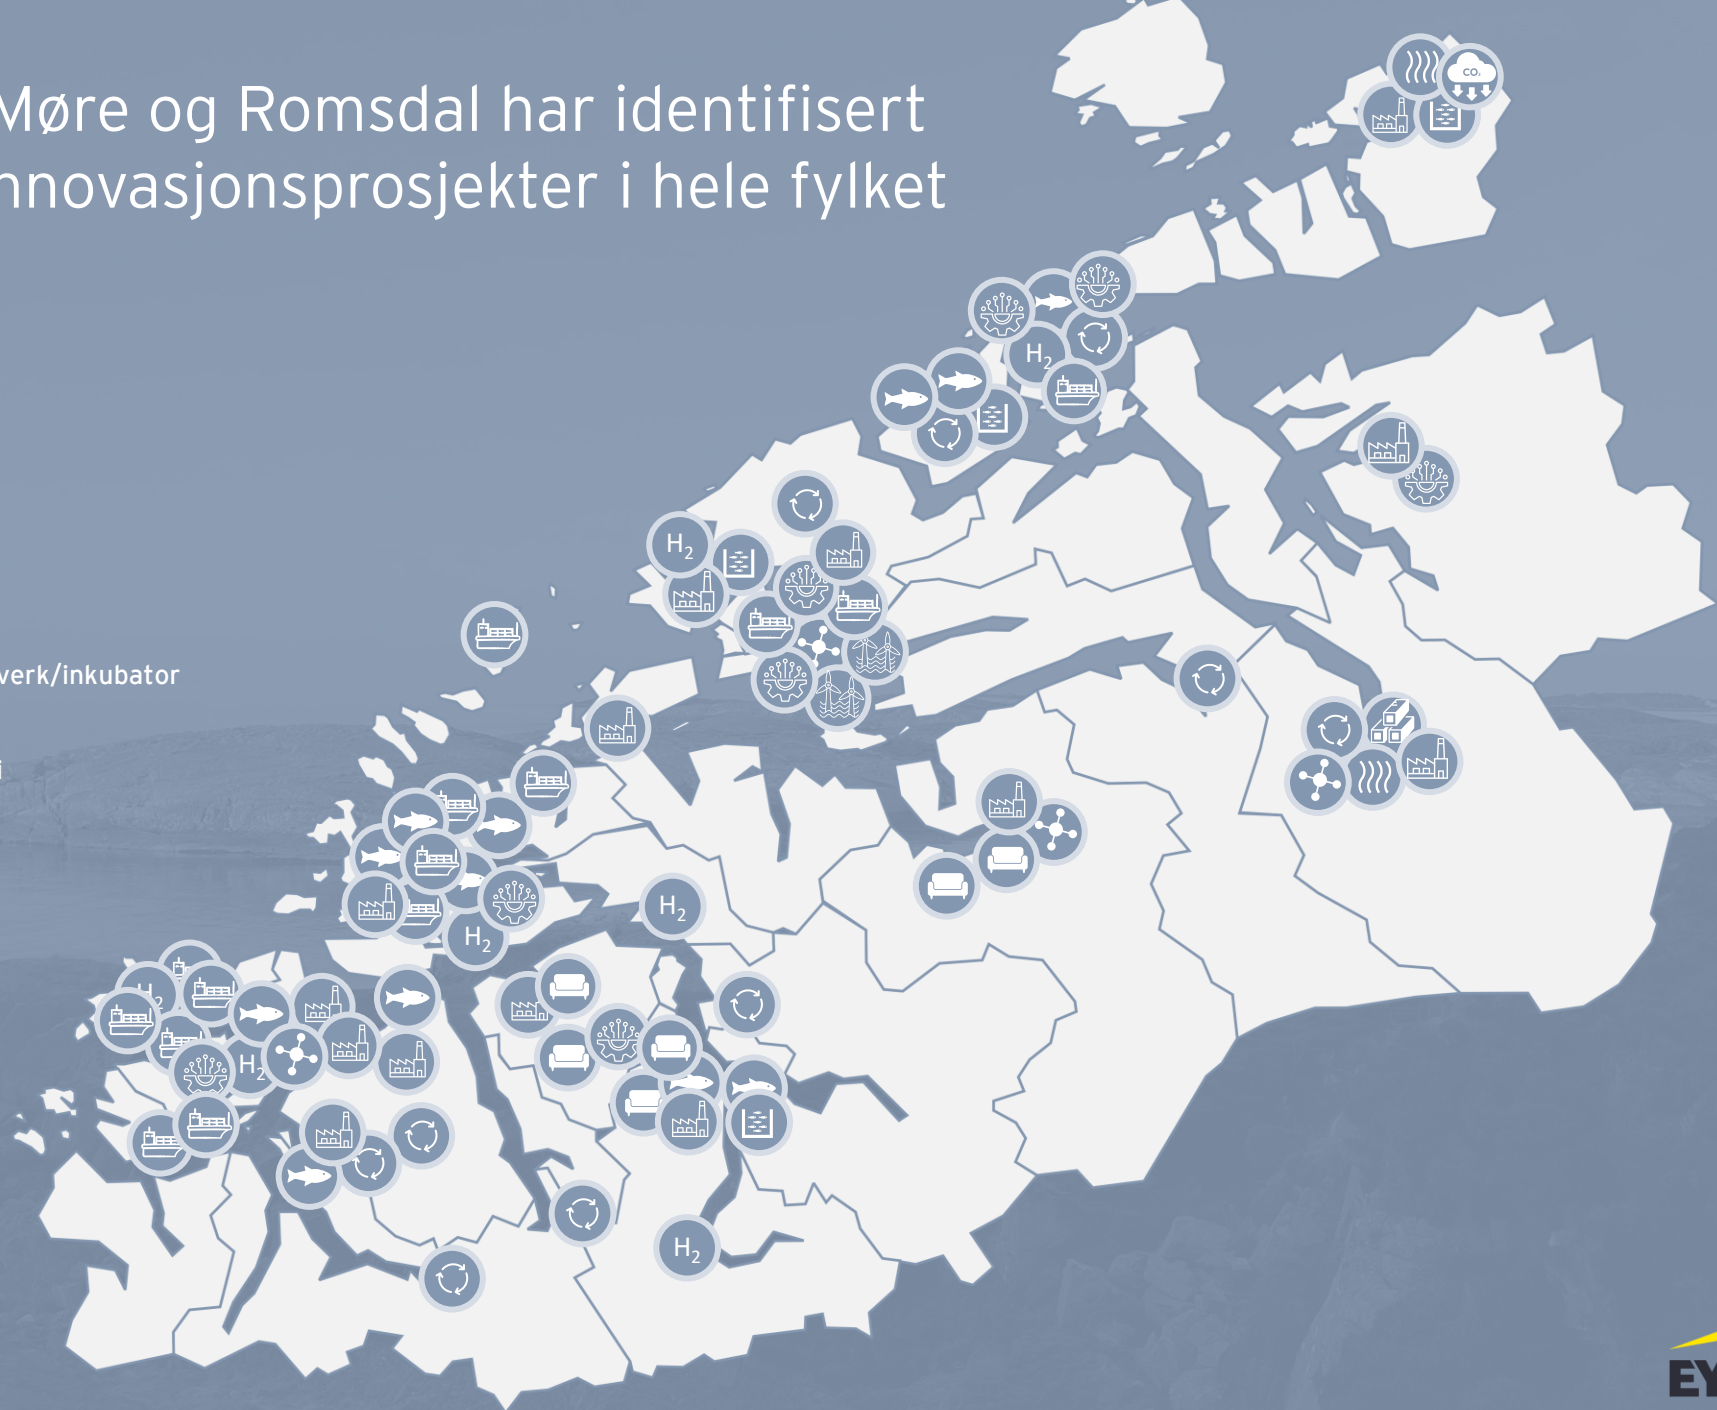 Møre og Romsdal har identifisert
nnovasjonsprosjekter i hele fylket
CO₂
H₂
H₂
verk/inkubator
i
H₂
H₂
H₂
H₂
H₂
EY